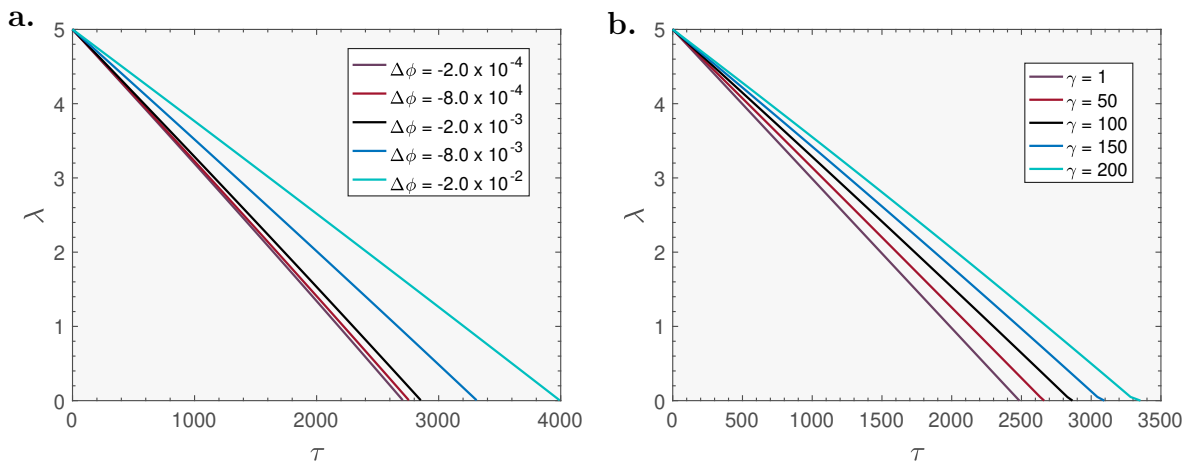 a.
5
4
3
2
1
0
λ
0 1000 2000 3000 4000
τ
Δϕ = -2.0 x 10^-4
Δϕ = -8.0 x 10^-4
Δϕ = -2.0 x 10^-3
Δϕ = -8.0 x 10^-3
Δϕ = -2.0 x 10^-2
b.
5
4
3
2
1
0
λ
0 500 1000 1500 2000 2500 3000 3500
τ
γ = 1
γ = 50
γ = 100
γ = 150
γ = 200